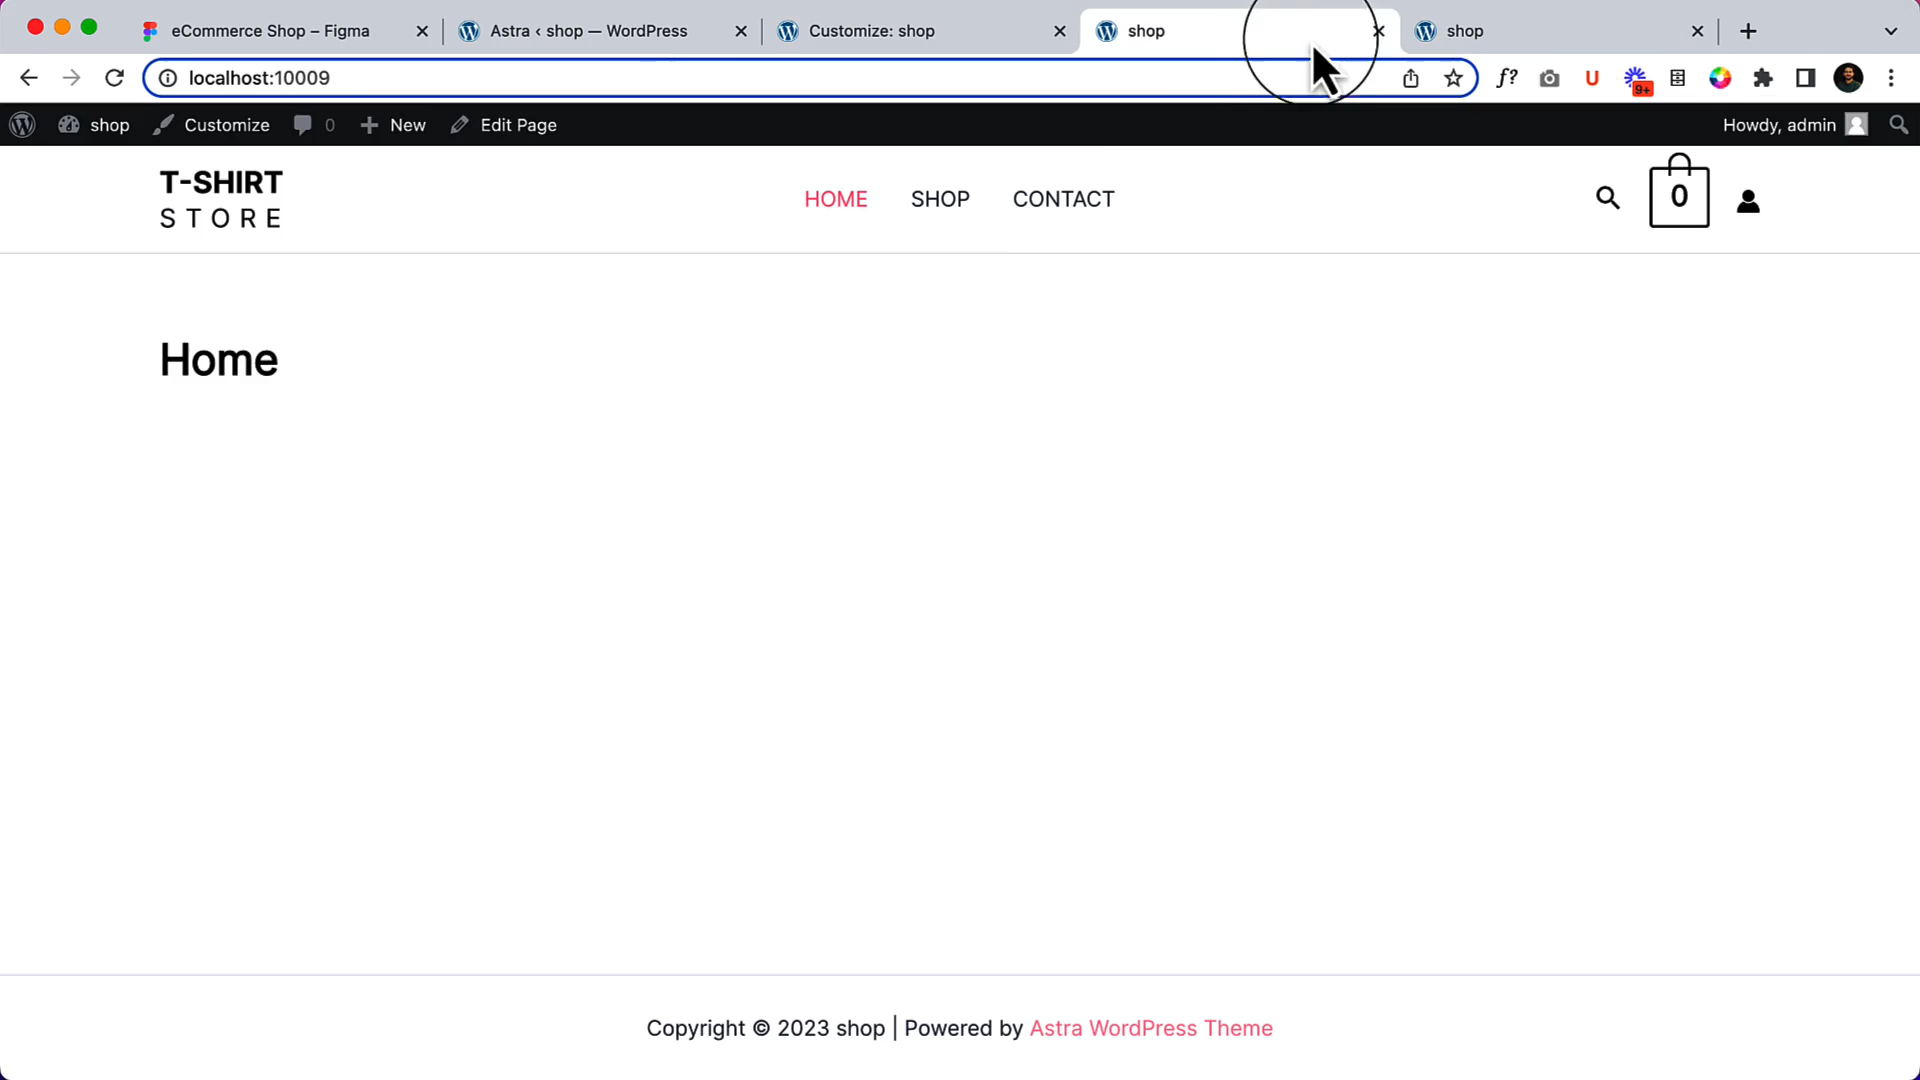 eCommerce Shop – Figma
Astra ‹ shop — WordPress
Customize: shop
shop
shop
localhost:10009
f?
U
9+
shop
Customize
0
New
Edit Page
Howdy, admin
T-SHIRT
STORE
HOME
SHOP
CONTACT
0
Home
Copyright © 2023 shop | Powered by Astra WordPress Theme